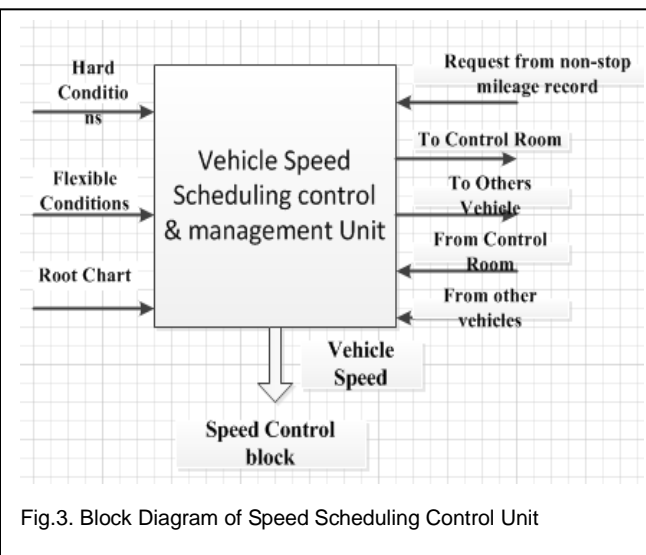 Hard
Conditio
ns
Flexible
Conditions
Root Chart
Vehicle Speed
Scheduling control
& management Unit
Request from non-stop
mileage record
To Control Room
To Others
Vehicle
From Control
Room
From other
vehicles
Vehicle
Speed
Speed Control
block
Fig.3. Block Diagram of Speed Scheduling Control Unit